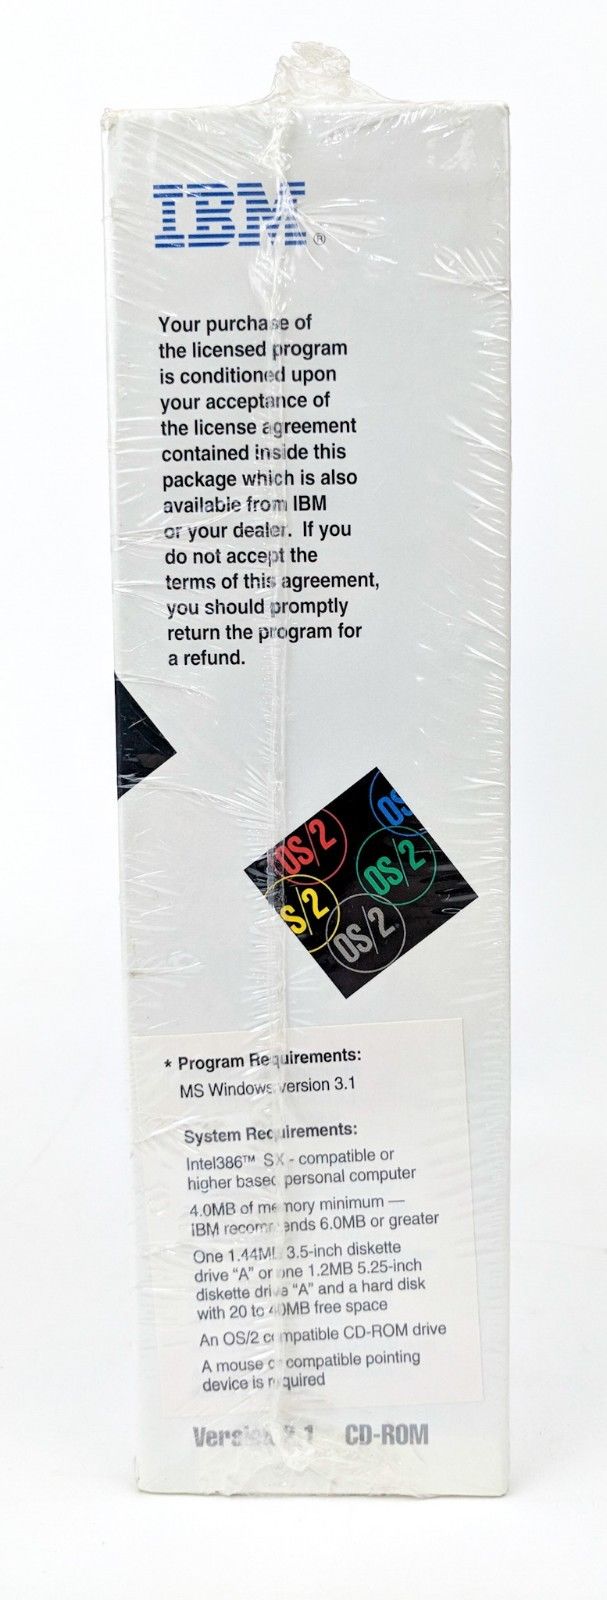 IBM®
Your purchase of
the licensed program
is conditioned upon
your acceptance of
the license agreement
contained inside this
package which is also
available from IBM
or your dealer. If you
do not accept the
terms of this agreement,
you should promptly
return the program for
a refund.
OS
OS/2
OS/2
S/2
OS/2
* Program Requirements:
MS Windows version 3.1
System Requirements:
Intel386™ SX - compatible or
higher based personal computer
4.0MB of memory minimum —
IBM recommends 6.0MB or greater
One 1.44MB 3.5-inch diskette
drive “A” or one 1.2MB 5.25-inch
diskette drive “A” and a hard disk
with 20 to 40MB free space
An OS/2 compatible CD-ROM drive
A mouse or compatible pointing
device is required
Version 2.1 CD-ROM